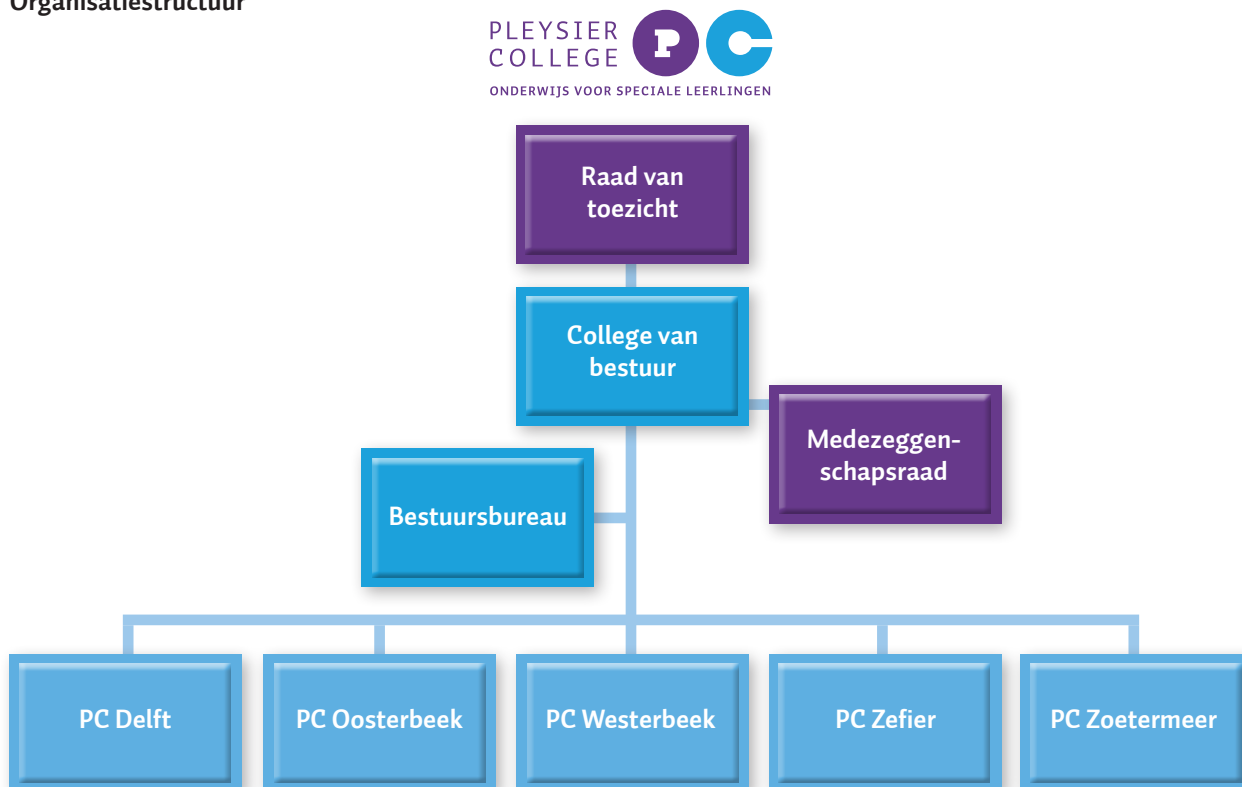 Organisatiestructuur
PLEYSIER
COLLEGE
P C
ONDERWIJS VOOR SPECIALE LEERLINGEN
Raad van
toezicht
College van
bestuur
Medezeggen-
schapsraad
Bestuursbureau
PC Delft
PC Oosterbeek
PC Westerbeek
PC Zefier
PC Zoetermeer